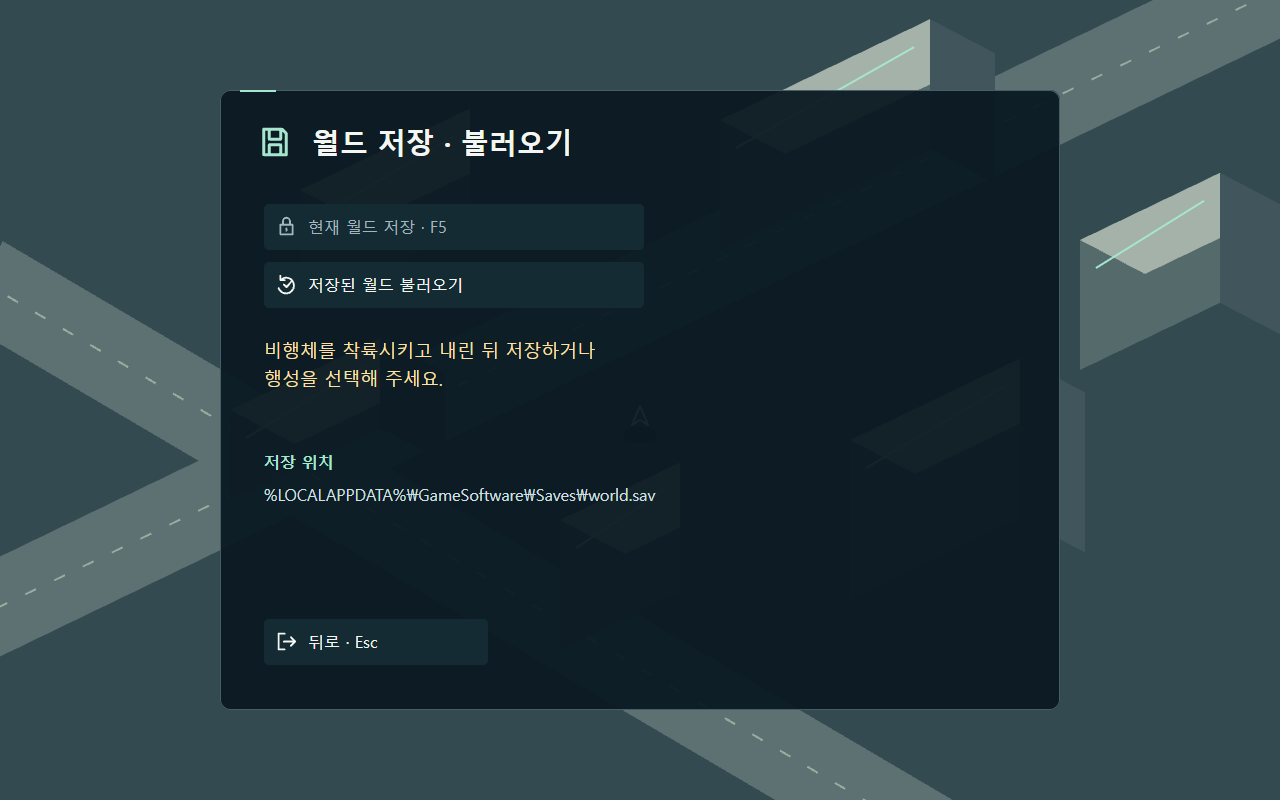 월드 저장 · 불러오기
현재 월드 저장 · F5
저장된 월드 불러오기
비행체를 착륙시키고 내린 뒤 저장하거나
행성을 선택해 주세요.
저장 위치
%LOCALAPPDATA%₩GameSoftware₩Saves₩world.sav
뒤로 · Esc